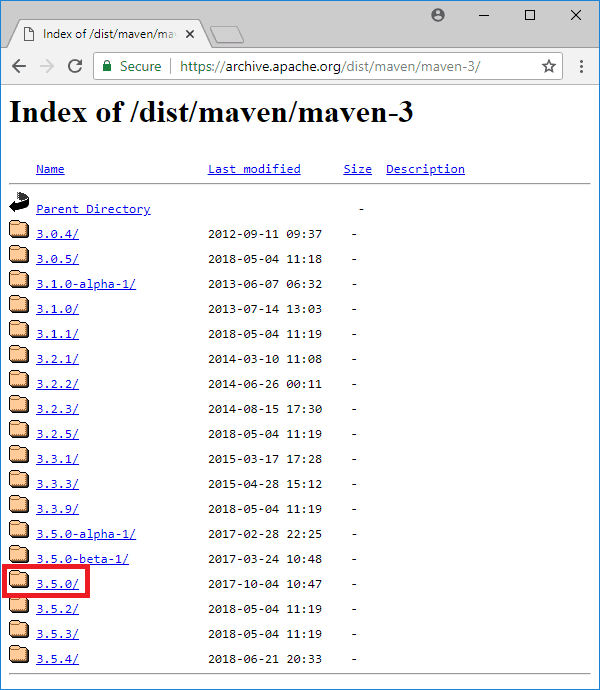 Index of /dist/maven/mav
Secure https://archive.apache.org/dist/maven/maven-3/
Index of /dist/maven/maven-3
Name Last modified Size Description
Parent Directory -
3.0.4/ 2012-09-11 09:37 -
3.0.5/ 2018-05-04 11:18 -
3.1.0-alpha-1/ 2013-06-07 06:32 -
3.1.0/ 2013-07-14 13:03 -
3.1.1/ 2018-05-04 11:19 -
3.2.1/ 2014-03-10 11:08 -
3.2.2/ 2014-06-26 00:11 -
3.2.3/ 2014-08-15 17:30 -
3.2.5/ 2018-05-04 11:19 -
3.3.1/ 2015-03-17 17:28 -
3.3.3/ 2015-04-28 15:12 -
3.3.9/ 2018-05-04 11:19 -
3.5.0-alpha-1/ 2017-02-28 22:25 -
3.5.0-beta-1/ 2017-03-24 10:48 -
3.5.0/ 2017-10-04 10:47 -
3.5.2/ 2018-05-04 11:19 -
3.5.3/ 2018-05-04 11:19 -
3.5.4/ 2018-06-21 20:33 -